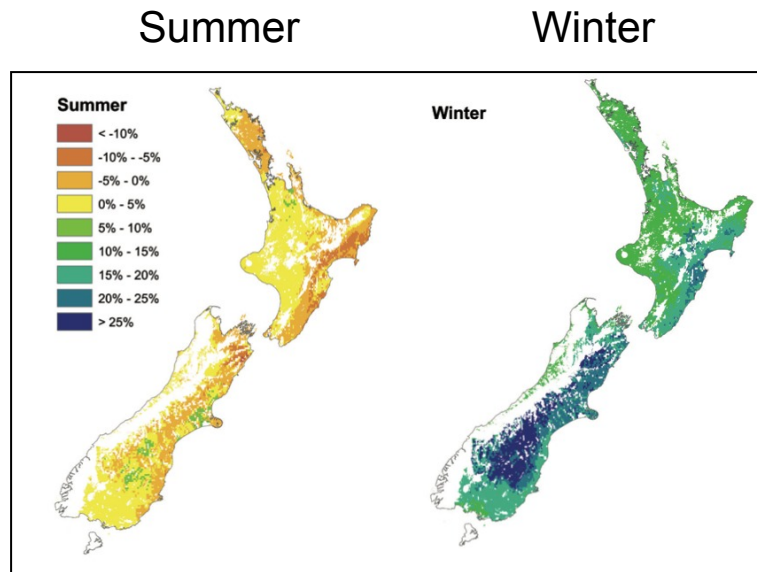 Summer
Winter
Summer
< -10%
-10% - -5%
-5% - 0%
0% - 5%
5% - 10%
10% - 15%
15% - 20%
20% - 25%
> 25%
Winter